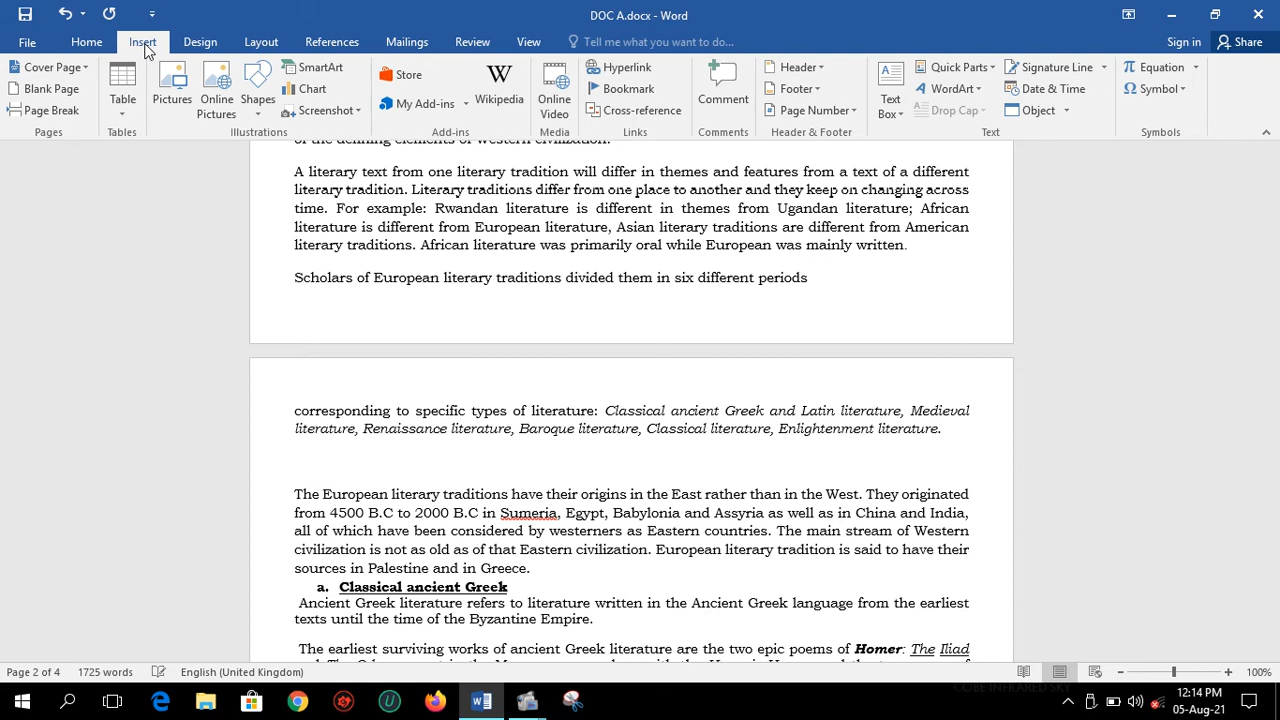 DOC A.docx - Word
File Home Insert Design Layout References Mailings Review View Tell me what you want to do... Sign in Share
Cover Page
Blank Page
Page Break
Pages
Table
Tables
Pictures
Online Pictures
Shapes
SmartArt
Chart
Screenshot
Illustrations
Store
My Add-ins
Wikipedia
Add-ins
Online Video
Media
Hyperlink
Bookmark
Cross-reference
Links
Comment
Comments
Header
Footer
Page Number
Header & Footer
Text Box
Quick Parts
WordArt
Drop Cap
Signature Line
Date & Time
Object
Text
Equation
Symbol
Symbols
of the defining elements of Western civilization.
A literary text from one literary tradition will differ in themes and features from a text of a different
literary tradition. Literary traditions differ from one place to another and they keep on changing across
time. For example: Rwandan literature is different in themes from Ugandan literature; African
literature is different from European literature, Asian literary traditions are different from American
literary traditions. African literature was primarily oral while European was mainly written.
Scholars of European literary traditions divided them in six different periods
corresponding to specific types of literature: Classical ancient Greek and Latin literature, Medieval
literature, Renaissance literature, Baroque literature, Classical literature, Enlightenment literature.
The European literary traditions have their origins in the East rather than in the West. They originated
from 4500 B.C to 2000 B.C in Sumeria, Egypt, Babylonia and Assyria as well as in China and India,
all of which have been considered by westerners as Eastern countries. The main stream of Western
civilization is not as old as of that Eastern civilization. European literary tradition is said to have their
sources in Palestine and in Greece.
a. Classical ancient Greek
Ancient Greek literature refers to literature written in the Ancient Greek language from the earliest
texts until the time of the Byzantine Empire.
The earliest surviving works of ancient Greek literature are the two epic poems of Homer: The Iliad
Page 2 of 4 1725 words English (United Kingdom) 100%
COBE INFRARED SKY
12:14 PM
05-Aug-21